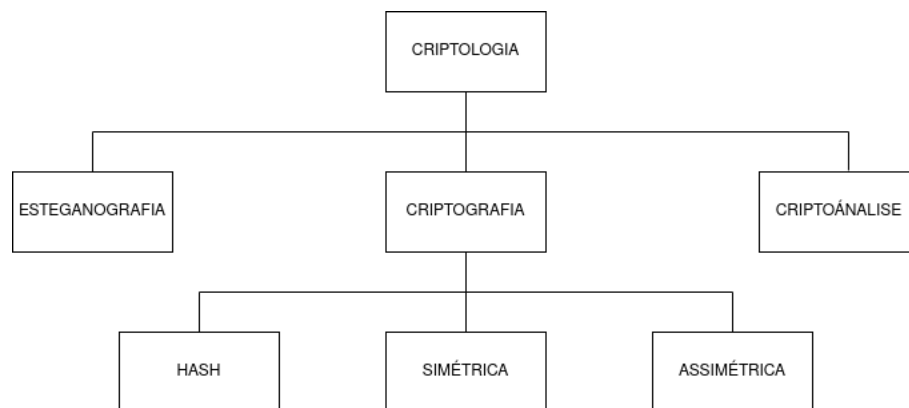 CRIPTOLOGIA
ESTEGANOGRAFIA
CRIPTOGRAFIA
CRIPTOÁNALISE
HASH
SIMÉTRICA
ASSIMÉTRICA